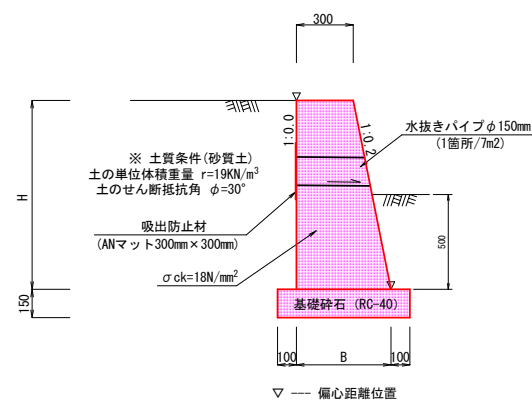 300
1:0.0
1:0.2
水抜きパイプφ150mm
(1箇所/7m2)
※ 土質条件(砂質土)
土の単位体積重量 r=19KN/m³
土のせん断抵抗角 φ=30°
H
吸出防止材
(ANマット300mm×300mm)
500
σck=18N/mm²
基礎砕石 (RC-40)
150
100
B
100
▽ --- 偏心距離位置